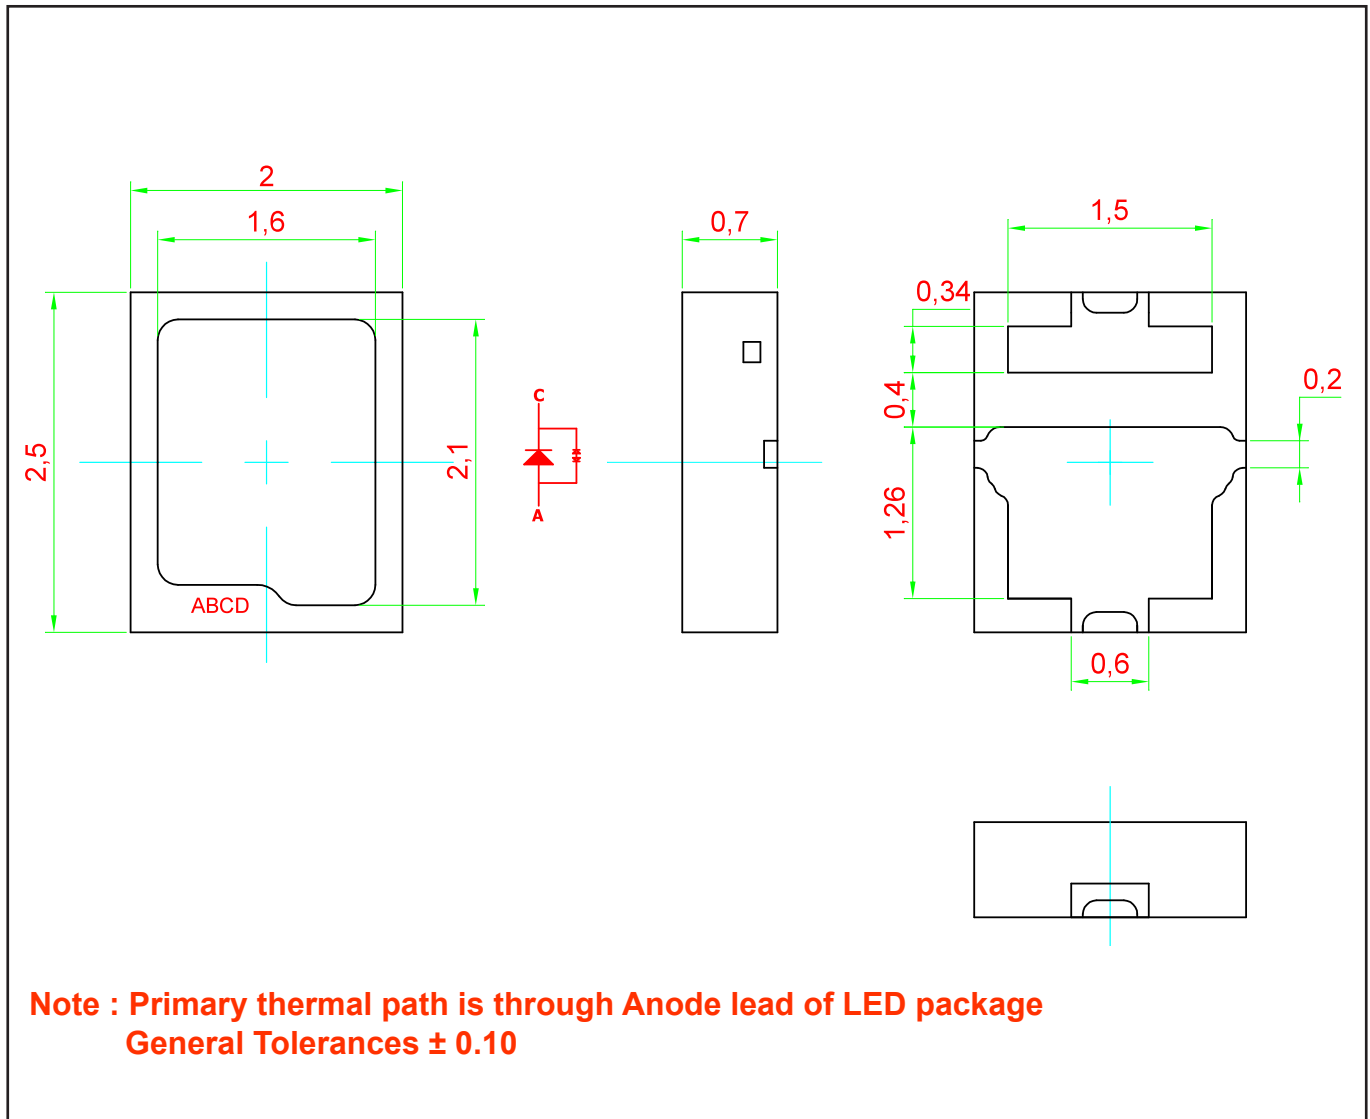 2
1,6
0,7
1,5
0,34
0,4
0,2
C
2,5
2,1
1,26
A
ABCD
0,6
Note : Primary thermal path is through Anode lead of LED package
General Tolerances ± 0.10